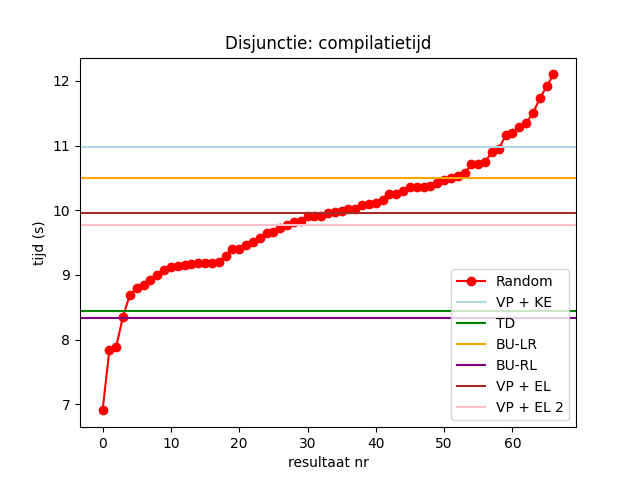 Disjunctie: compilatietijd
tijd (s)
12
11
10
9
8
7
0
10
20
30
40
50
60
resultaat nr
Random
VP + KE
TD
BU-LR
BU-RL
VP + EL
VP + EL 2